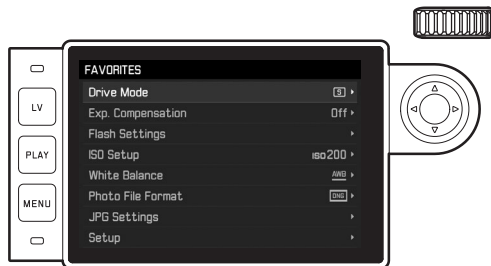 FAVORITES
Drive Mode S
Exp. Compensation Off
Flash Settings
ISO Setup ISO200
White Balance AWB
Photo File Format DNG
JPG Settings
Setup
LV
PLAY
MENU